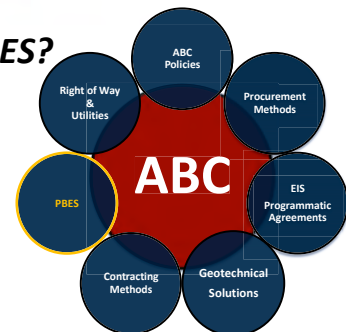 ES?
ABC
Policies
Right of Way
&
Utilities
Procurement
Methods
ABC
PBES
EIS
Programmatic
Agreements
Contracting
Methods
Geotechnical
Solutions